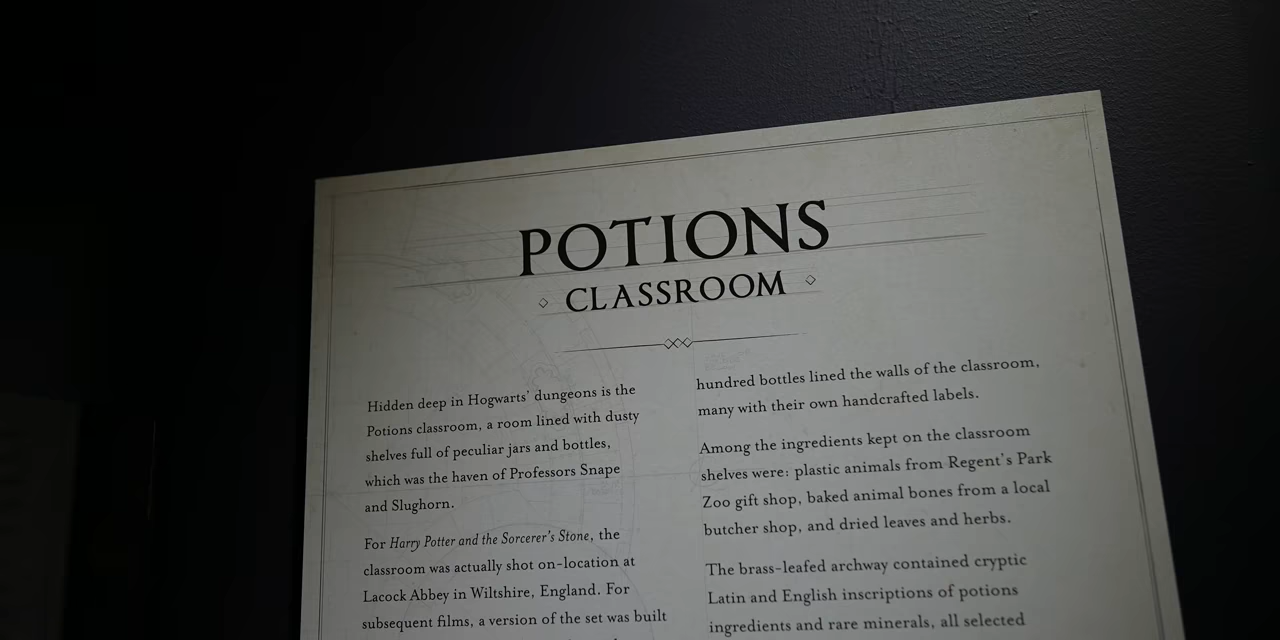 POTIONS
CLASSROOM
Hidden deep in Hogwarts' dungeons is the
Potions classroom, a room lined with dusty
shelves full of peculiar jars and bottles,
which was the haven of Professors Snape
and Slughorn.
For Harry Potter and the Sorcerer's Stone, the
classroom was actually shot on-location at
Lacock Abbey in Wiltshire, England. For
subsequent films, a version of the set was built
hundred bottles lined the walls of the classroom,
many with their own handcrafted labels.
Among the ingredients kept on the classroom
shelves were: plastic animals from Regent's Park
Zoo gift shop, baked animal bones from a local
butcher shop, and dried leaves and herbs.
The brass-leafed archway contained cryptic
Latin and English inscriptions of potions
ingredients and rare minerals, all selected